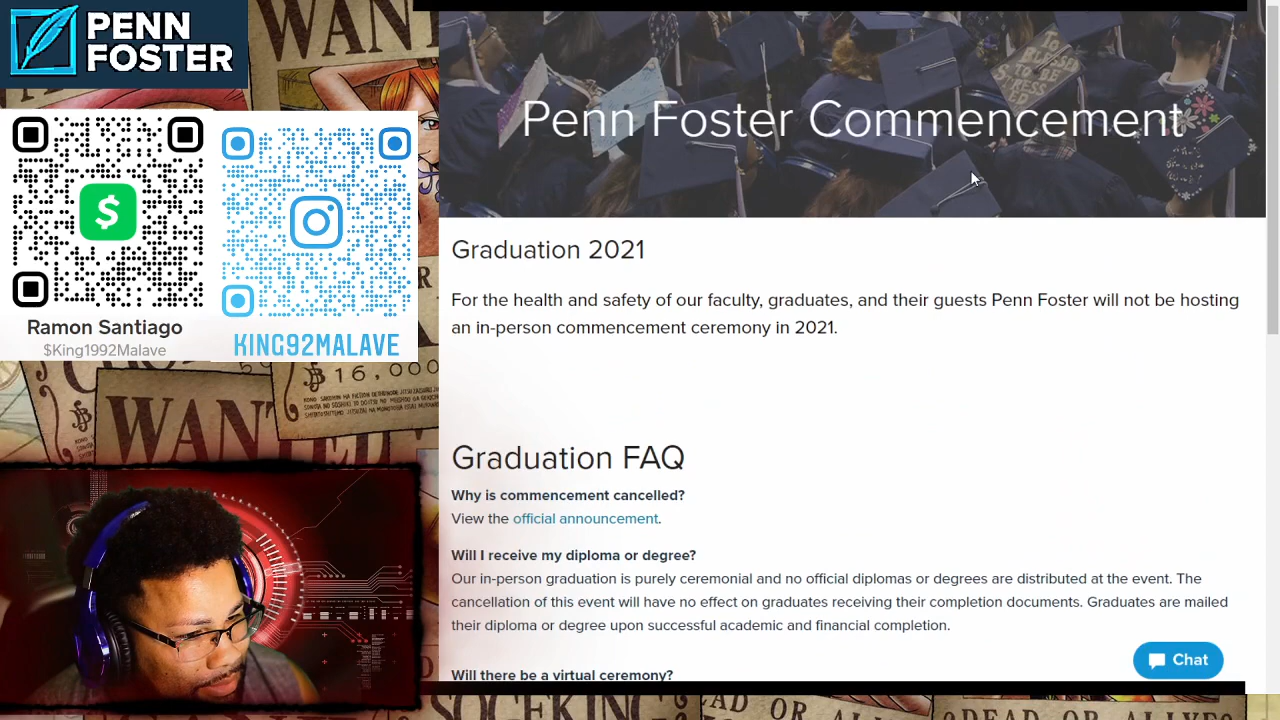 PENN
FOSTER
Ramon Santiago
$King1992Malave
KING92MALAVE
WAN
16,000
WANTED
SOGEKING
DEAD OR ALIVE
DEAD OR ALIVE
Penn Foster Commencement
Graduation 2021
For the health and safety of our faculty, graduates, and their guests Penn Foster will not be hosting
an in-person commencement ceremony in 2021.
Graduation FAQ
Why is commencement cancelled?
View the official announcement.
Will I receive my diploma or degree?
Our in-person graduation is purely ceremonial and no official diplomas or degrees are distributed at the event. The
cancellation of this event will have no effect on graduates receiving their completion documents. Graduates are mailed
their diploma or degree upon successful academic and financial completion.
Will there be a virtual ceremony?
Chat